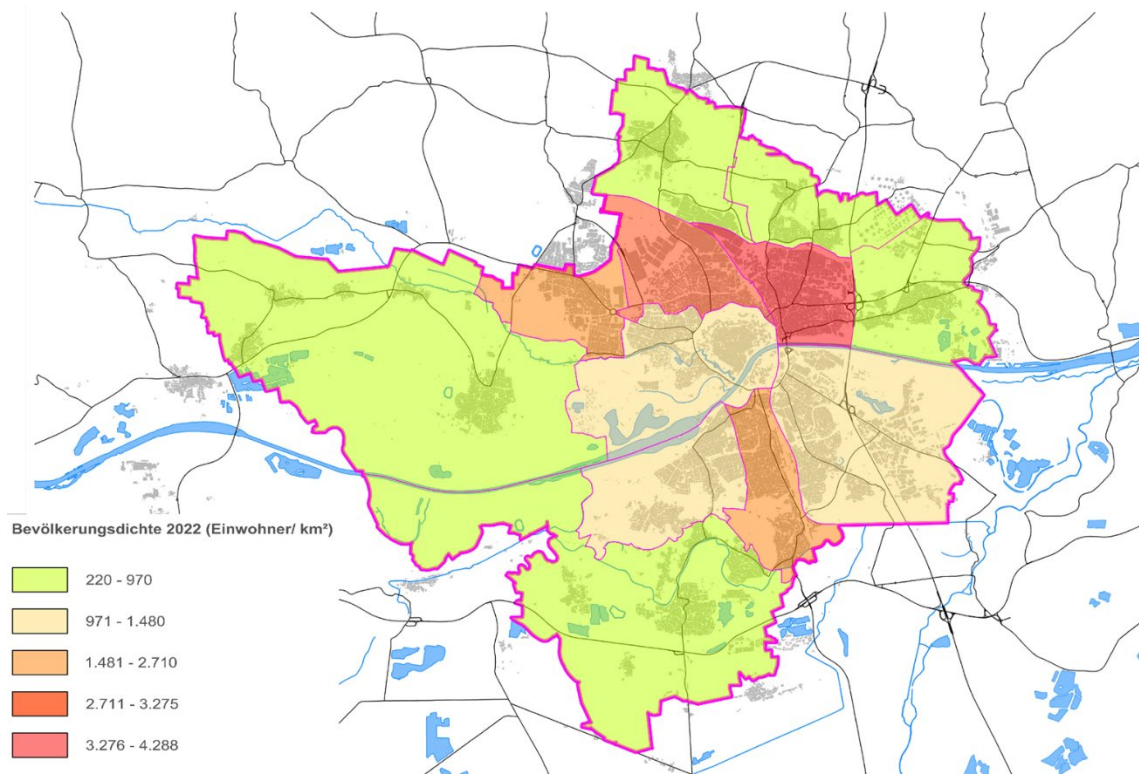 Bevölkerungsdichte 2022 (Einwohner/ km²)
220 - 970
971 - 1.480
1.481 - 2.710
2.711 - 3.275
3.276 - 4.288